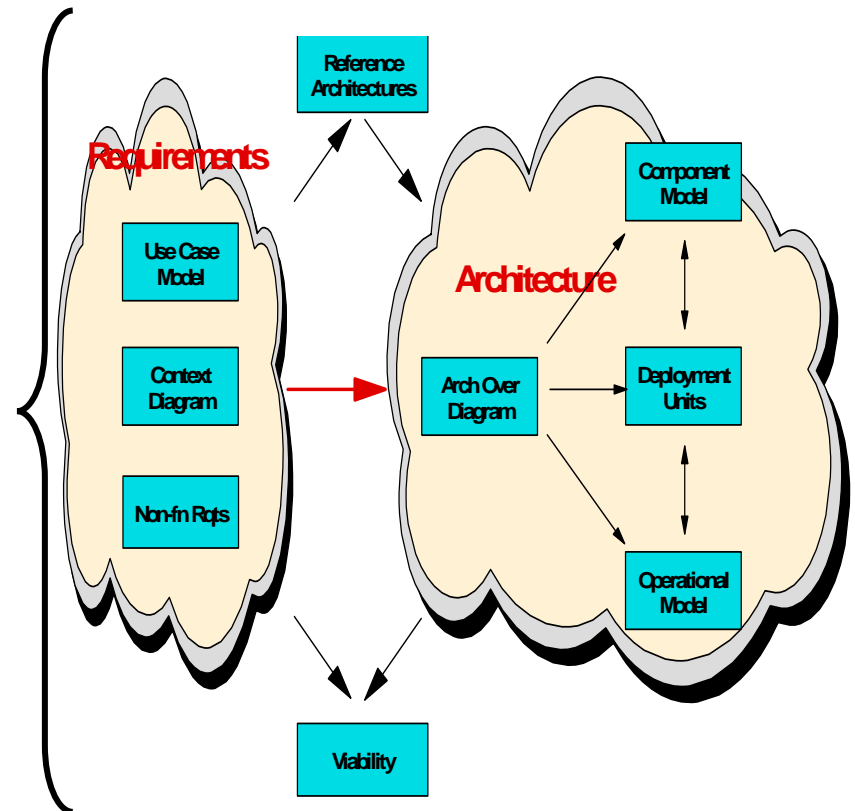 Reference
Architectures
Requirements
Component
Model
Use Case
Model
Architecture
Context
Diagram
Arch Over
Diagram
Deployment
Units
Non-fn Rqts
Operational
Model
Viability